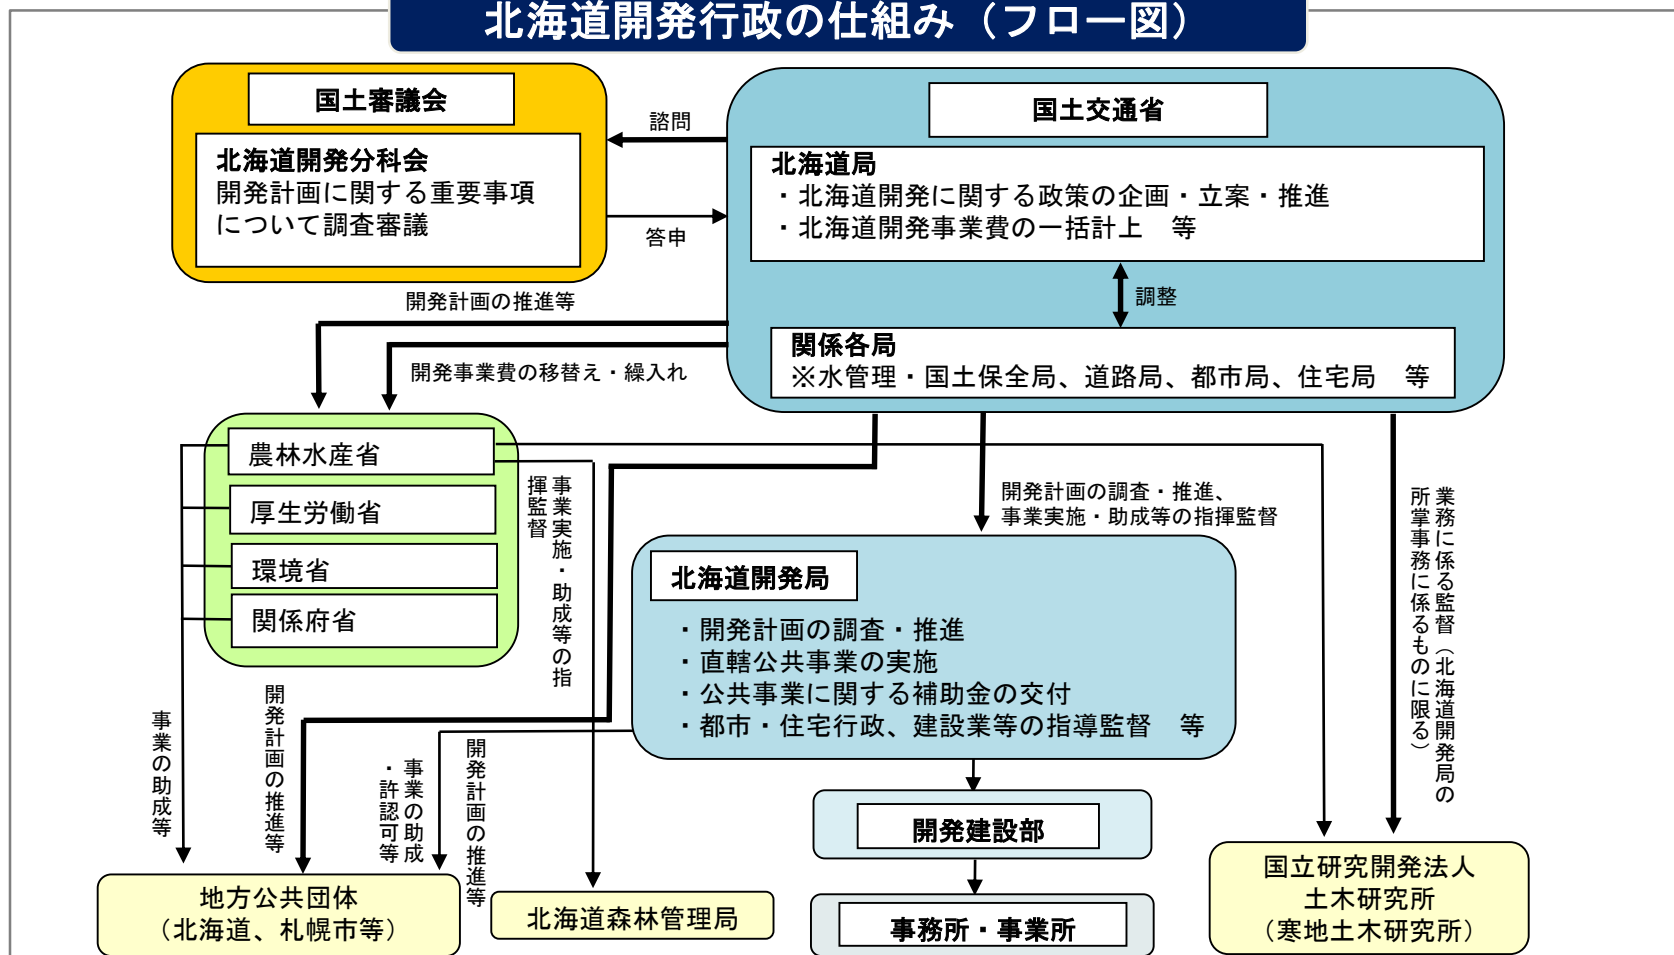 北海道開発行政の仕組み（フロー図）
国土審議会
北海道開発分科会
開発計画に関する重要事項
について調査審議
諮問
答申
国土交通省
北海道局
・北海道開発に関する政策の企画・立案・推進
・北海道開発事業費の一括計上　等
調整
関係各局
※水管理・国土保全局、道路局、都市局、住宅局　等
開発計画の推進等
開発事業費の移替え・繰入れ
農林水産省
厚生労働省
環境省
関係府省
事業実施・助成等の指
揮監督
開発計画の調査・推進、
事業実施・助成等の指揮監督
業務に係る監督（北海道開発局の
所掌事務に係るものに限る）
北海道開発局
・開発計画の調査・推進
・直轄公共事業の実施
・公共事業に関する補助金の交付
・都市・住宅行政、建設業等の指導監督　等
事業の助成等
開発計画の推進等
事業の助成
・許認可等
開発計画の推進等
開発建設部
事務所・事業所
地方公共団体
（北海道、札幌市等）
北海道森林管理局
国立研究開発法人
土木研究所
（寒地土木研究所）